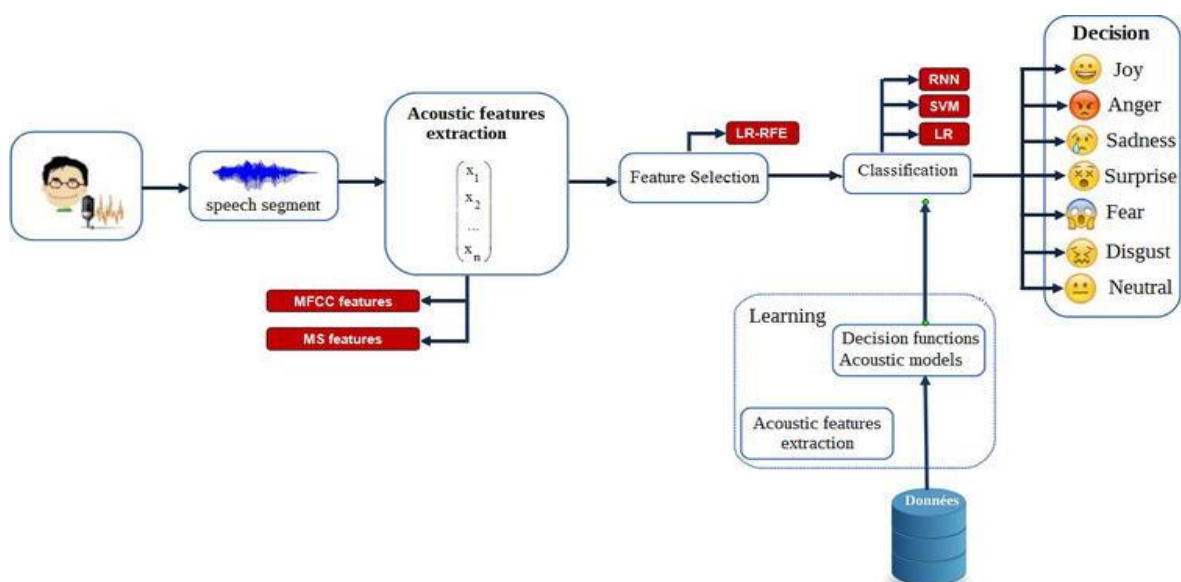 speech segment
Acoustic features
extraction
x1
x2
...
xn
MFCC features
MS features
LR-RFE
Feature Selection
RNN
SVM
LR
Classification
Decision
Joy
Anger
Sadness
Surprise
Fear
Disgust
Neutral
Learning
Decision functions
Acoustic models
Acoustic features
extraction
Données